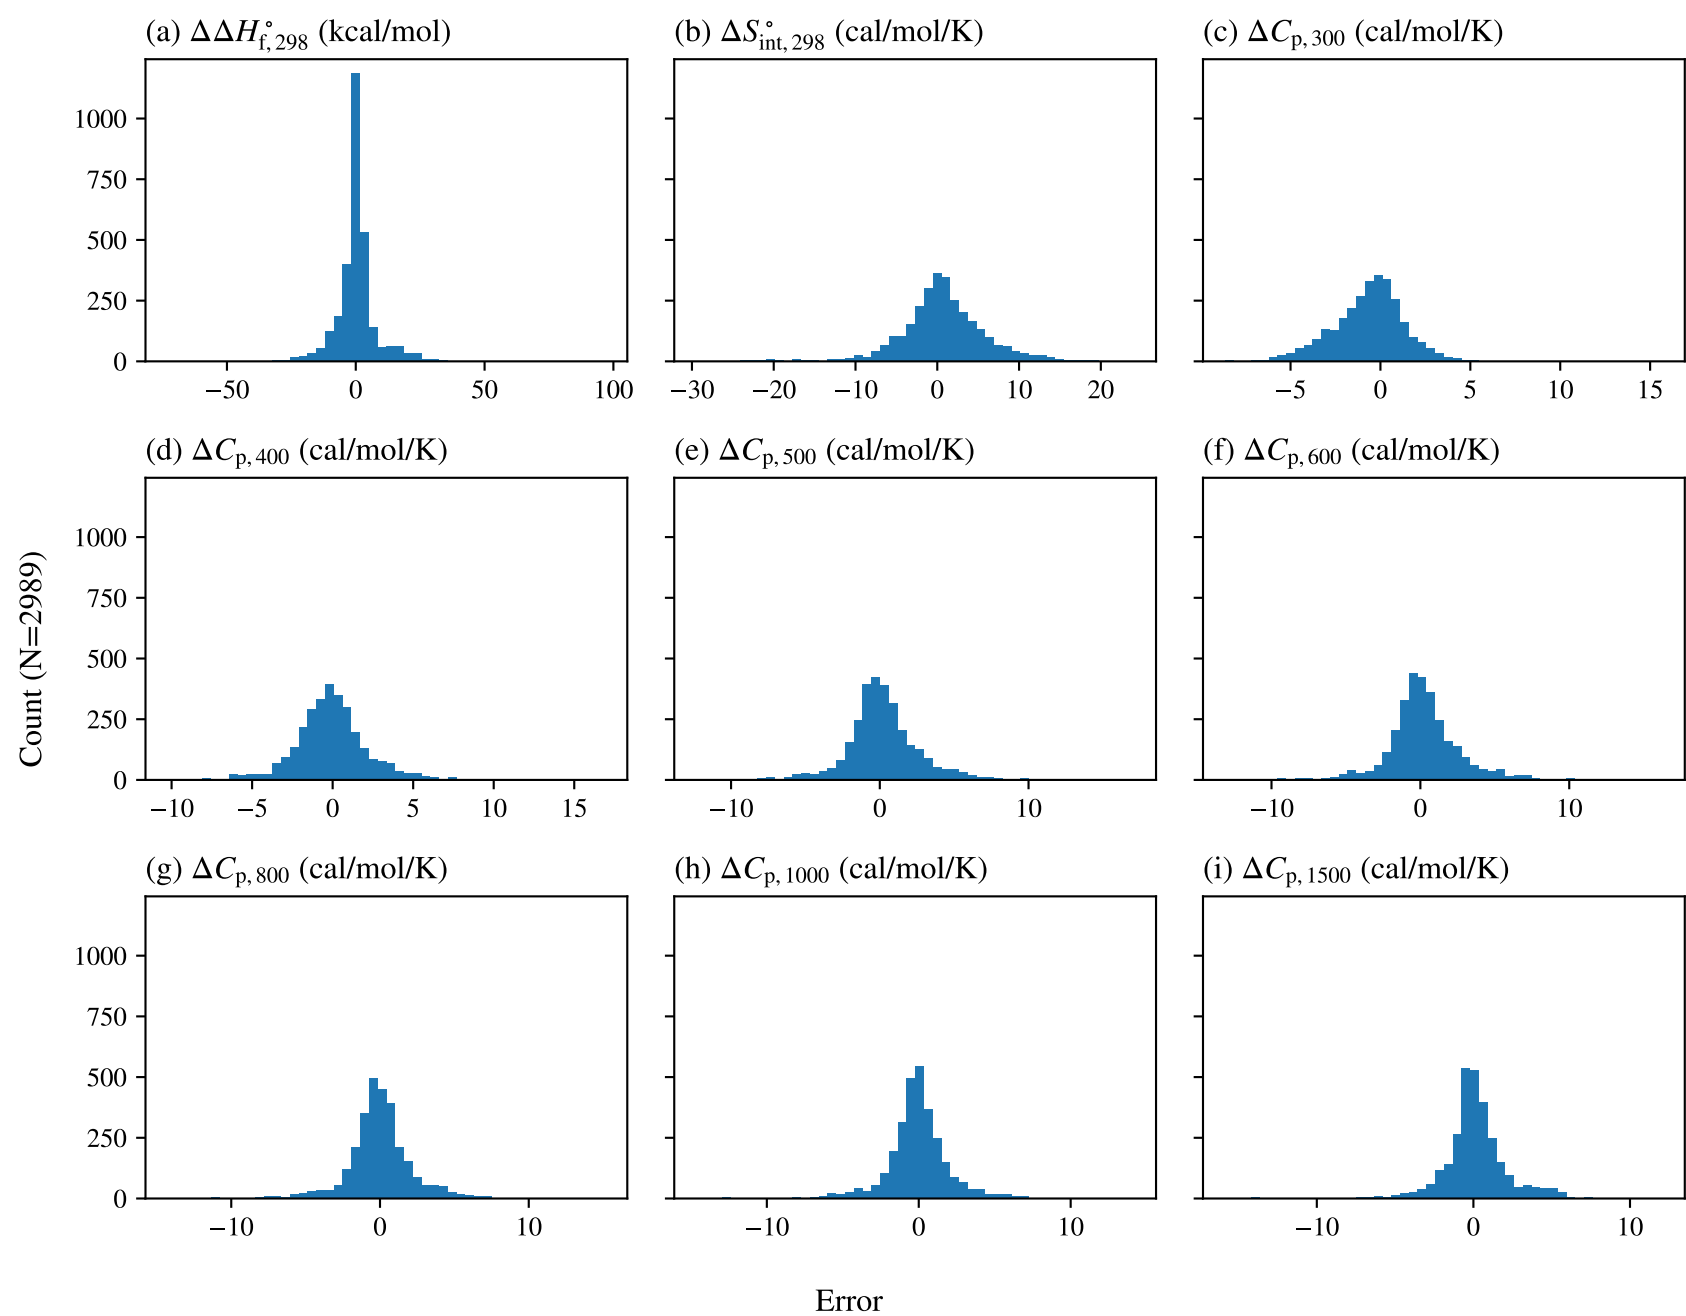 (a) ΔΔH°f, 298 (kcal/mol)
(b) ΔS°int, 298 (cal/mol/K)
(c) ΔCp, 300 (cal/mol/K)
1000
750
500
250
0
−50 0 50 100
−30 −20 −10 0 10 20
−5 0 5 10 15
(d) ΔCp, 400 (cal/mol/K)
(e) ΔCp, 500 (cal/mol/K)
(f) ΔCp, 600 (cal/mol/K)
Count (N=2989)
1000
750
500
250
0
−10 −5 0 5 10 15
−10 0 10
−10 0 10
(g) ΔCp, 800 (cal/mol/K)
(h) ΔCp, 1000 (cal/mol/K)
(i) ΔCp, 1500 (cal/mol/K)
1000
750
500
250
0
−10 0 10
−10 0 10
−10 0 10
Error